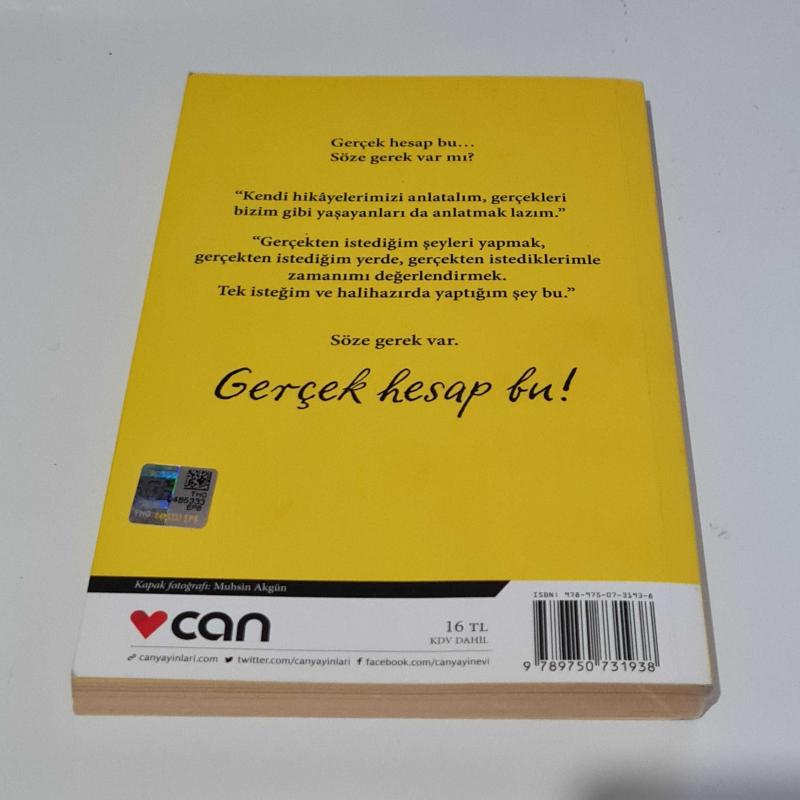 Gerçek hesap bu...
Söze gerek var mı?
“Kendi hikâyelerimizi anlatalım, gerçekleri
bizim gibi yaşayanları da anlatmak lazım.”
“Gerçekten istediğim şeyleri yapmak,
gerçekten istediğim yerde, gerçekten istediklerimle
zamanımı değerlendirmek.
Tek isteğim ve halihazırda yaptığım şey bu.”
Söze gerek var.
Gerçek hesap bu!
THO
0485333
EPB
Kapak fotoğrafı: Muhsin Akgün
can
16 TL
KDV DAHİL
ISBN: 978-975-07-3193-8
9 789750 731938
canyayinlari.com twitter.com/canyayinlari facebook.com/canyayinevi